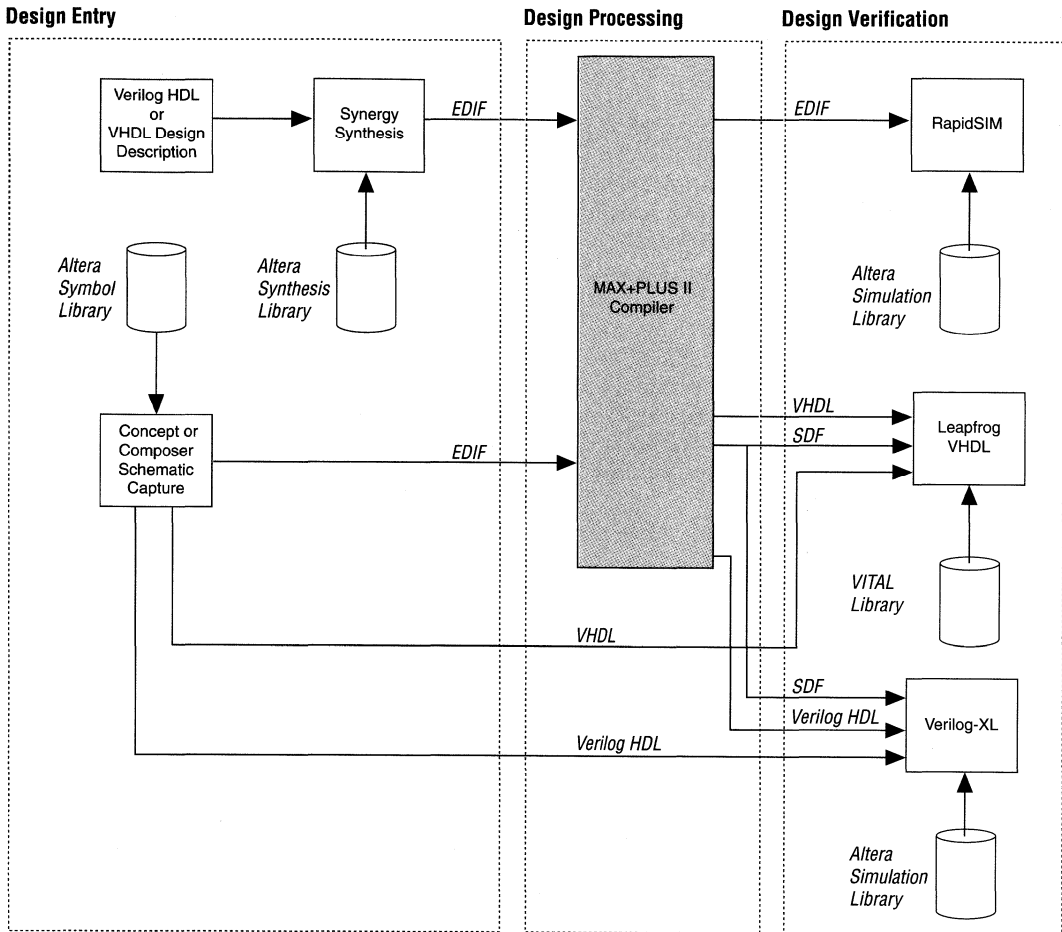 Design Entry
Design Processing
Design Verification
Verilog HDL
or
VHDL Design
Description
Synergy
Synthesis
EDIF
EDIF
RapidSIM
Altera
Symbol
Library
Altera
Synthesis
Library
MAX+PLUS II
Compiler
Altera
Simulation
Library
Concept or
Composer
Schematic
Capture
EDIF
VHDL
SDF
Leapfrog
VHDL
VITAL
Library
VHDL
SDF
Verilog HDL
Verilog HDL
Verilog-XL
Altera
Simulation
Library